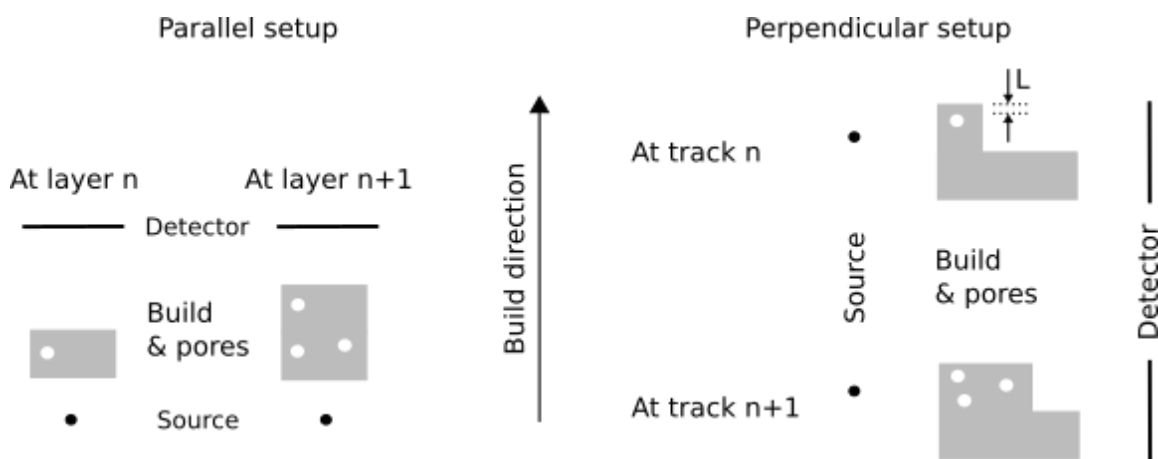 Parallel setup
At layer n
At layer n+1
Detector
Build
& pores
Source
Build direction
Perpendicular setup
L
At track n
Source
Build
& pores
Detector
At track n+1